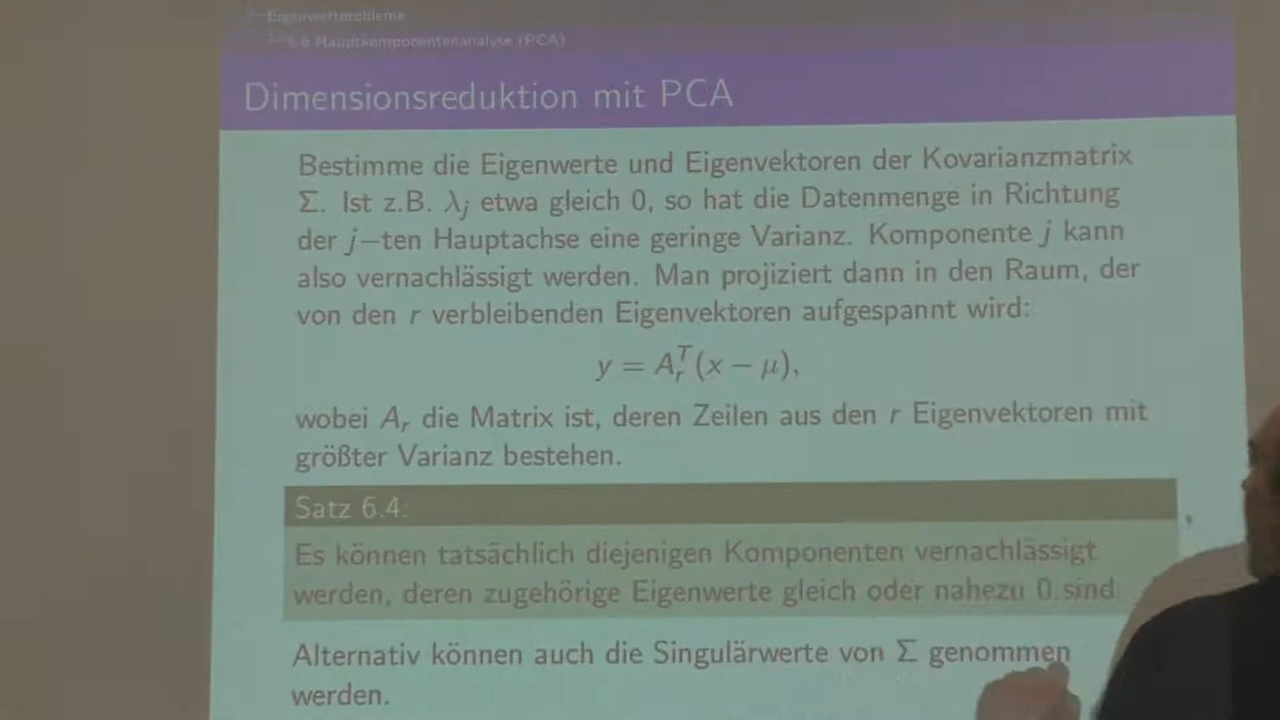 Eigenwertprobleme
6.6 Hauptkomponentenanalyse (PCA)
Dimensionsreduktion mit PCA
Bestimme die Eigenwerte und Eigenvektoren der Kovarianzmatrix
Σ. Ist z.B. λⱼ etwa gleich 0, so hat die Datenmenge in Richtung
der j−ten Hauptachse eine geringe Varianz. Komponente j kann
also vernachlässigt werden. Man projiziert dann in den Raum, der
von den r verbleibenden Eigenvektoren aufgespannt wird:
y = Aᵣᵀ(x − μ),
wobei Aᵣ die Matrix ist, deren Zeilen aus den r Eigenvektoren mit
größter Varianz bestehen.
Satz 6.4:
Es können tatsächlich diejenigen Komponenten vernachlässigt
werden, deren zugehörige Eigenwerte gleich oder nahezu 0 sind.
Alternativ können auch die Singulärwerte von Σ genommen
werden.